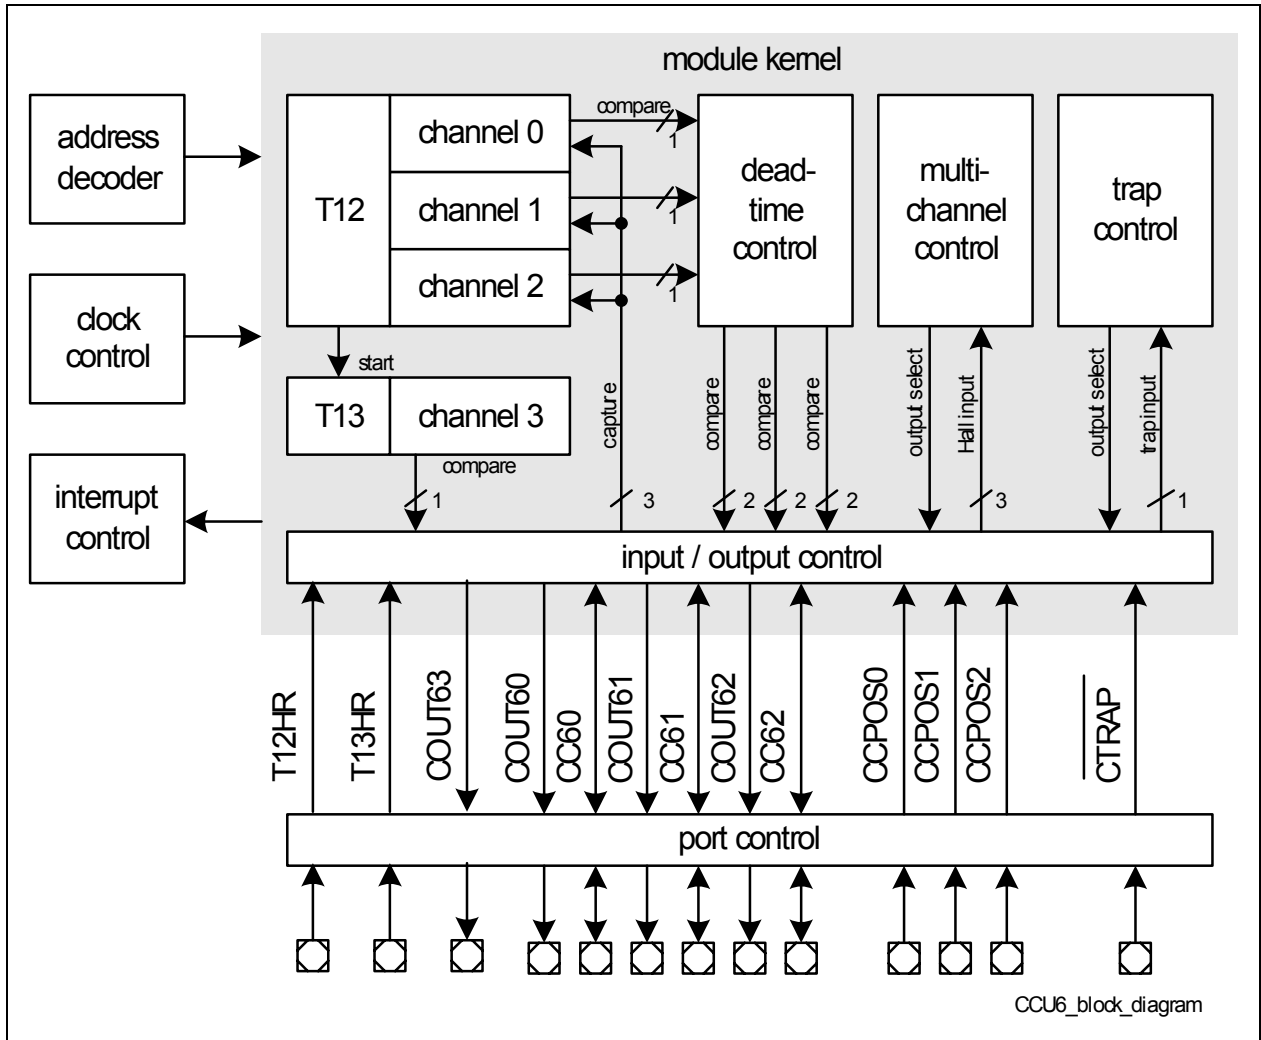 module kernel
address
decoder
clock
control
interrupt
control
T12
channel 0
channel 1
channel 2
compare
1
1
1
dead-
time
control
multi-
channel
control
trap
control
start
T13
channel 3
compare
1
capture
3
compare
2
compare
2
compare
2
output select
Hall input
3
output select
trap input
1
input / output control
T12HR
T13HR
COUT63
COUT60
CC60
COUT61
CC61
COUT62
CC62
CCPOS0
CCPOS1
CCPOS2
CTRAP
port control
CCU6_block_diagram